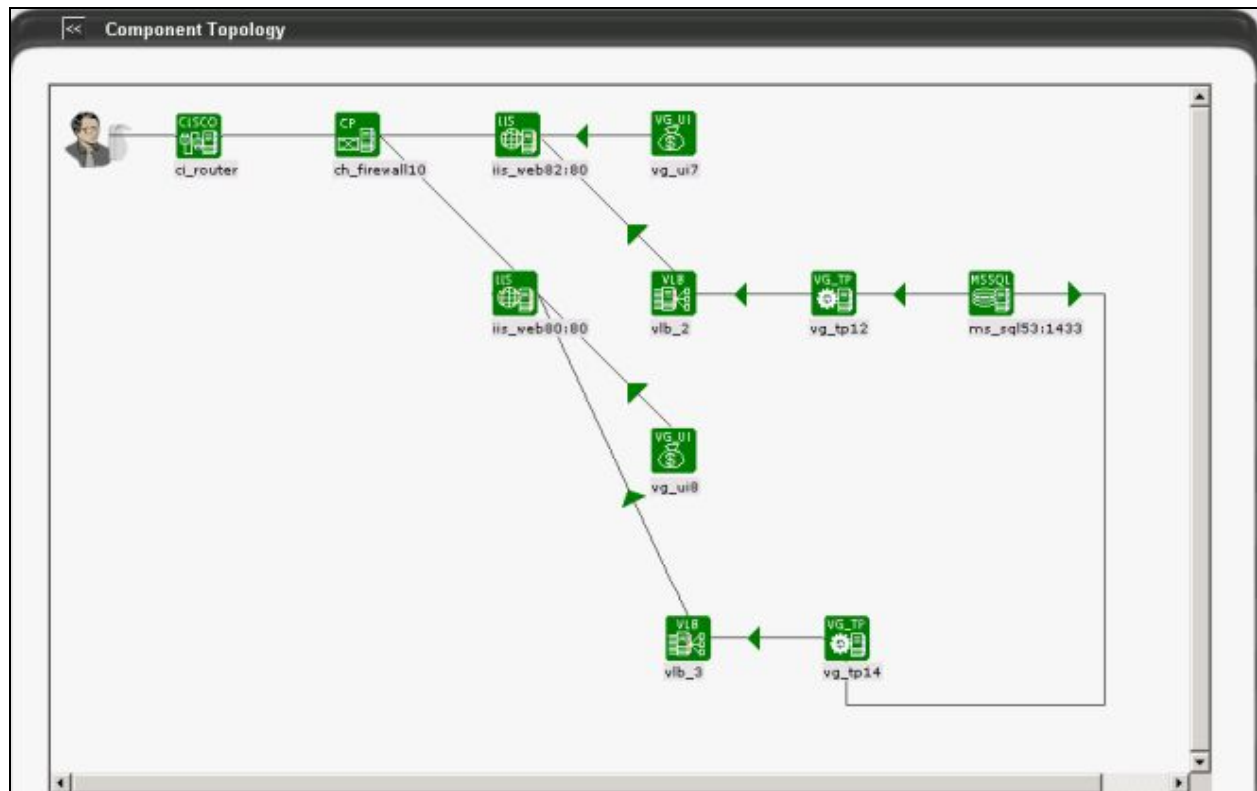 << Component Topology
CISCO
ci_router
CP
ch_firewall10
IIS
iis_web82:80
VG_UI
vg_ui7
IIS
iis_web80:80
VLB
vlb_2
VG_TP
vg_tp12
MSSQL
ms_sql53:1433
VG_UI
vg_ui8
VLB
vlb_3
VG_TP
vg_tp14